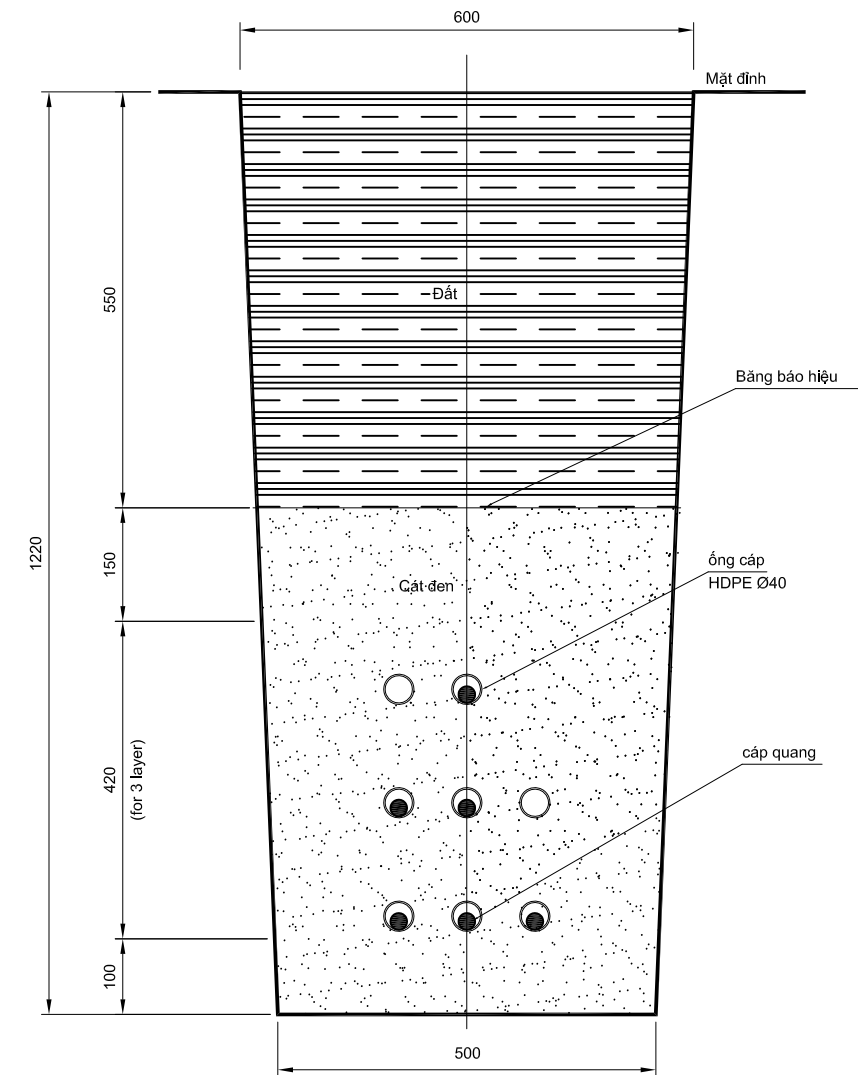 600
Mặt đỉnh
550
-Đất
Băng báo hiệu
1220
150
Cát đen
ống cáp
HDPE Ø40
420
(for 3 layer)
cáp quang
100
500